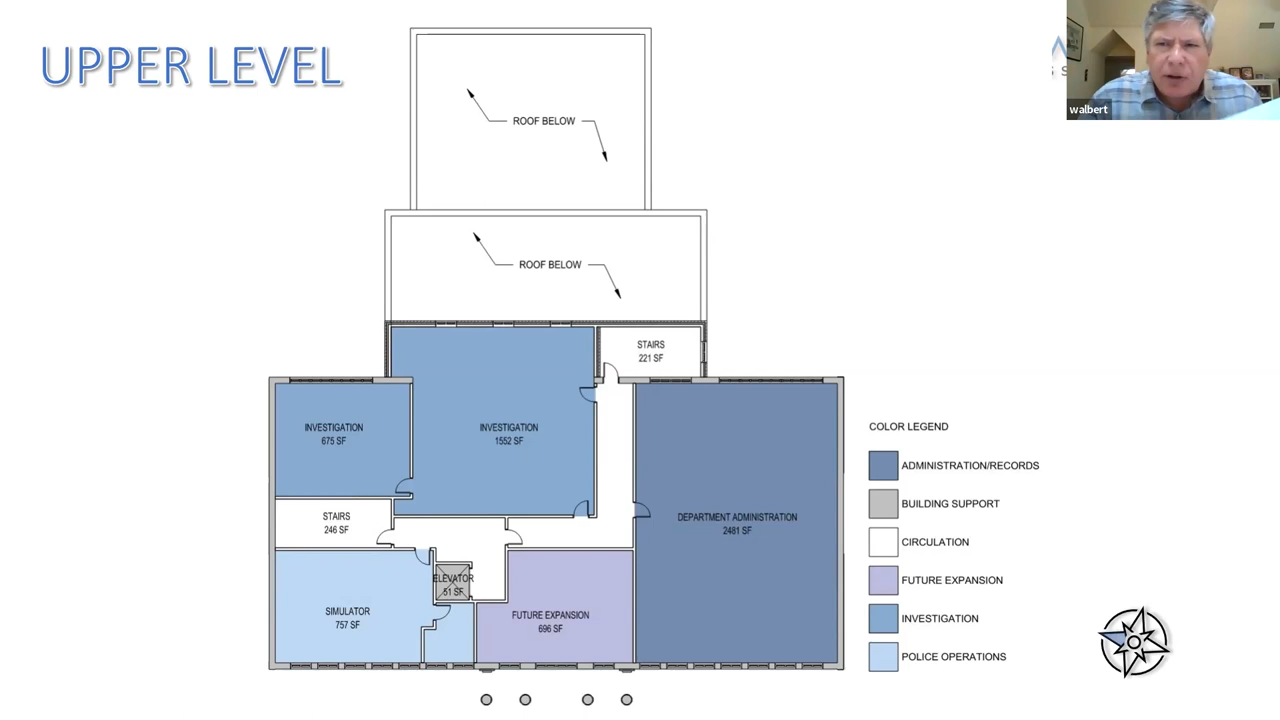 UPPER LEVEL
walbert
ROOF BELOW
ROOF BELOW
STAIRS
221 SF
INVESTIGATION
675 SF
INVESTIGATION
1552 SF
STAIRS
246 SF
DEPARTMENT ADMINISTRATION
2481 SF
ELEVATOR
51 SF
SIMULATOR
757 SF
FUTURE EXPANSION
696 SF
COLOR LEGEND
ADMINISTRATION/RECORDS
BUILDING SUPPORT
CIRCULATION
FUTURE EXPANSION
INVESTIGATION
POLICE OPERATIONS